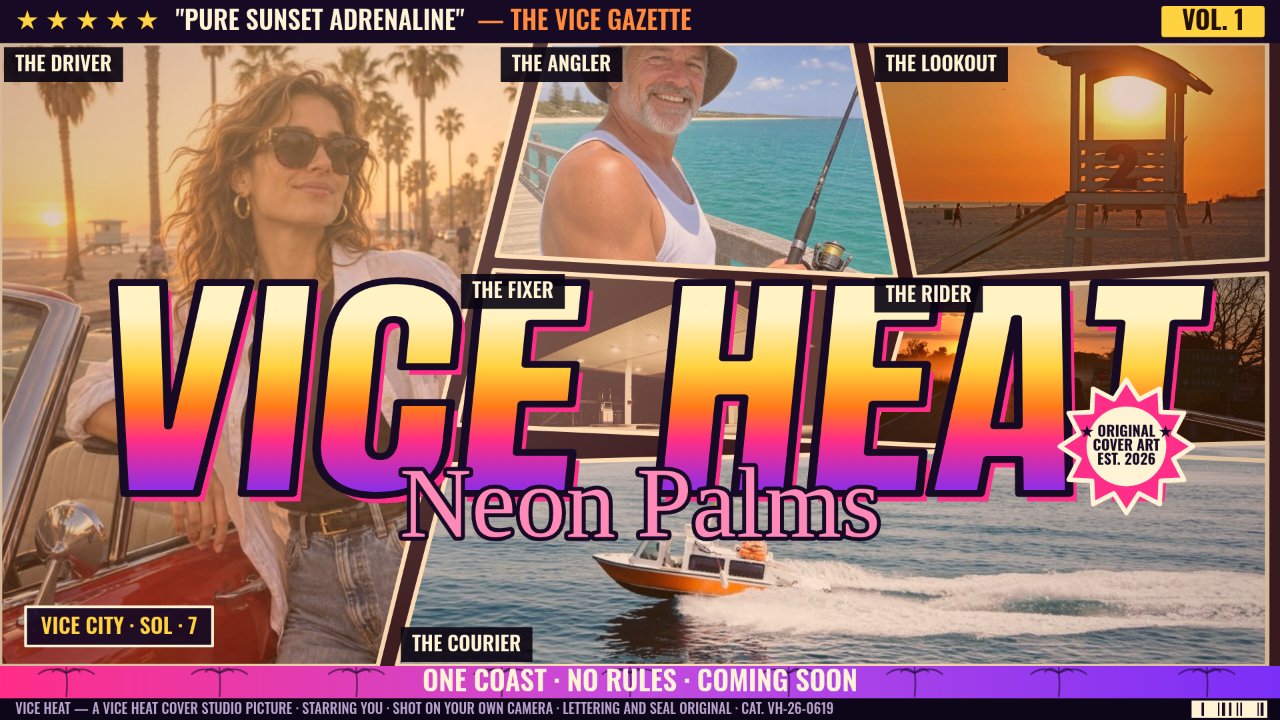 ★ ★ ★ ★ ★ "PURE SUNSET ADRENALINE" — THE VICE GAZETTE
VOL. 1
THE DRIVER
THE ANGLER
THE LOOKOUT
2
THE FIXER
THE RIDER
VICE HEAT
Neon Palms
★ ORIGINAL ★
COVER ART
EST. 2026
VICE CITY · SOL · 7
THE COURIER
ONE COAST · NO RULES · COMING SOON
VICE HEAT — A VICE HEAT COVER STUDIO PICTURE · STARRING YOU · SHOT ON YOUR OWN CAMERA · LETTERING AND SEAL ORIGINAL · CAT. VH-26-0619